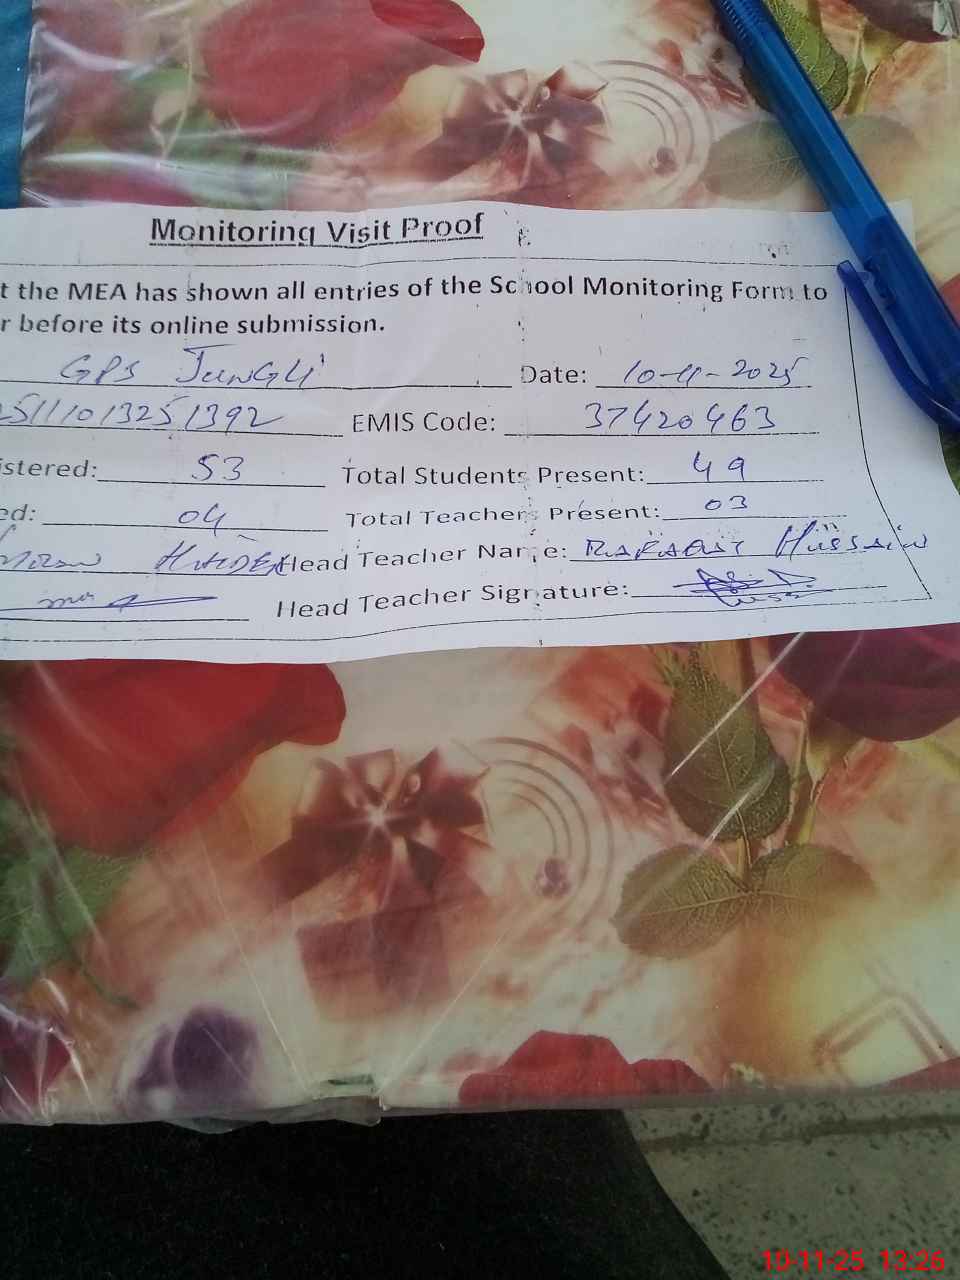 Monitoring Visit Proof
t the MEA has shown all entries of the School Monitoring Form to
r before its online submission.
GPS JUNGLI Date: 10-11-2025
25111013251392 EMIS Code: 37420463
istered: 53 Total Students Present: 49
ed: 04 Total Teachers Present: 03
Head Teacher Name: RAFAQAT Hussain
Head Teacher Signature:
10-11-25 13:26